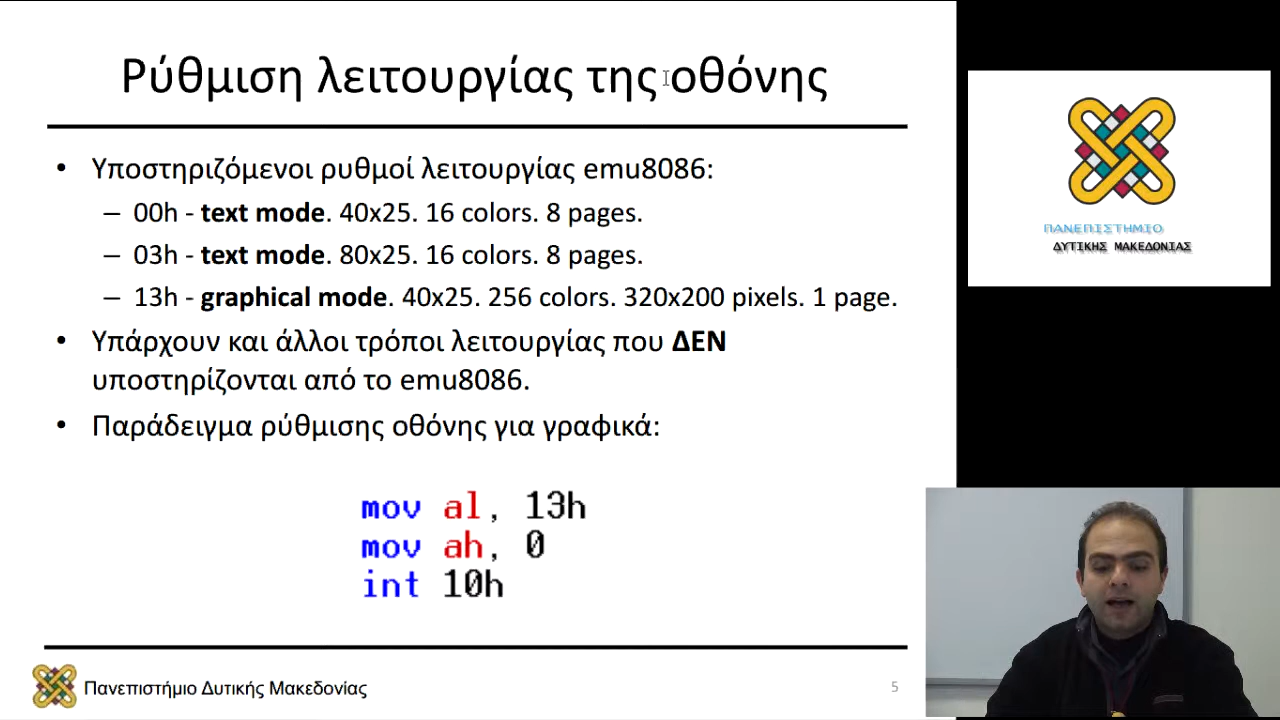 Ρύθμιση λειτουργίας της οθόνης
• Υποστηριζόμενοι ρυθμοί λειτουργίας emu8086:
– 00h - text mode. 40x25. 16 colors. 8 pages.
– 03h - text mode. 80x25. 16 colors. 8 pages.
– 13h - graphical mode. 40x25. 256 colors. 320x200 pixels. 1 page.
• Υπάρχουν και άλλοι τρόποι λειτουργίας που ΔΕΝ
υποστηρίζονται από το emu8086.
• Παράδειγμα ρύθμισης οθόνης για γραφικά:
mov al, 13h
mov ah, 0
int 10h
Πανεπιστήμιο Δυτικής Μακεδονίας
5
ΠΑΝΕΠΙΣΤΗΜΙΟ
ΔΥΤΙΚΗΣ ΜΑΚΕΔΟΝΙΑΣ